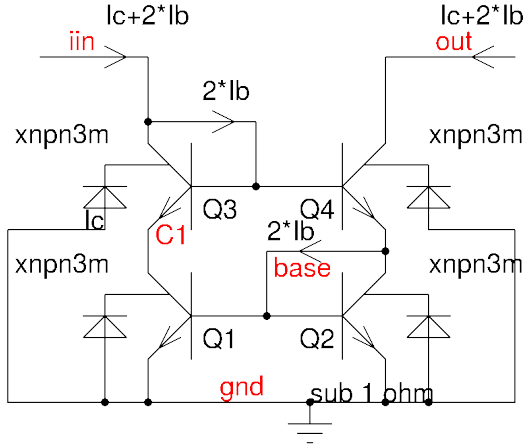 Ic+2*Ib Ic+2*Ib
iin out
2*Ib
xnpn3m xnpn3m
Ic Q3 Q4
C1 2*Ib
xnpn3m base xnpn3m
Q1 Q2
gnd sub 1 ohm